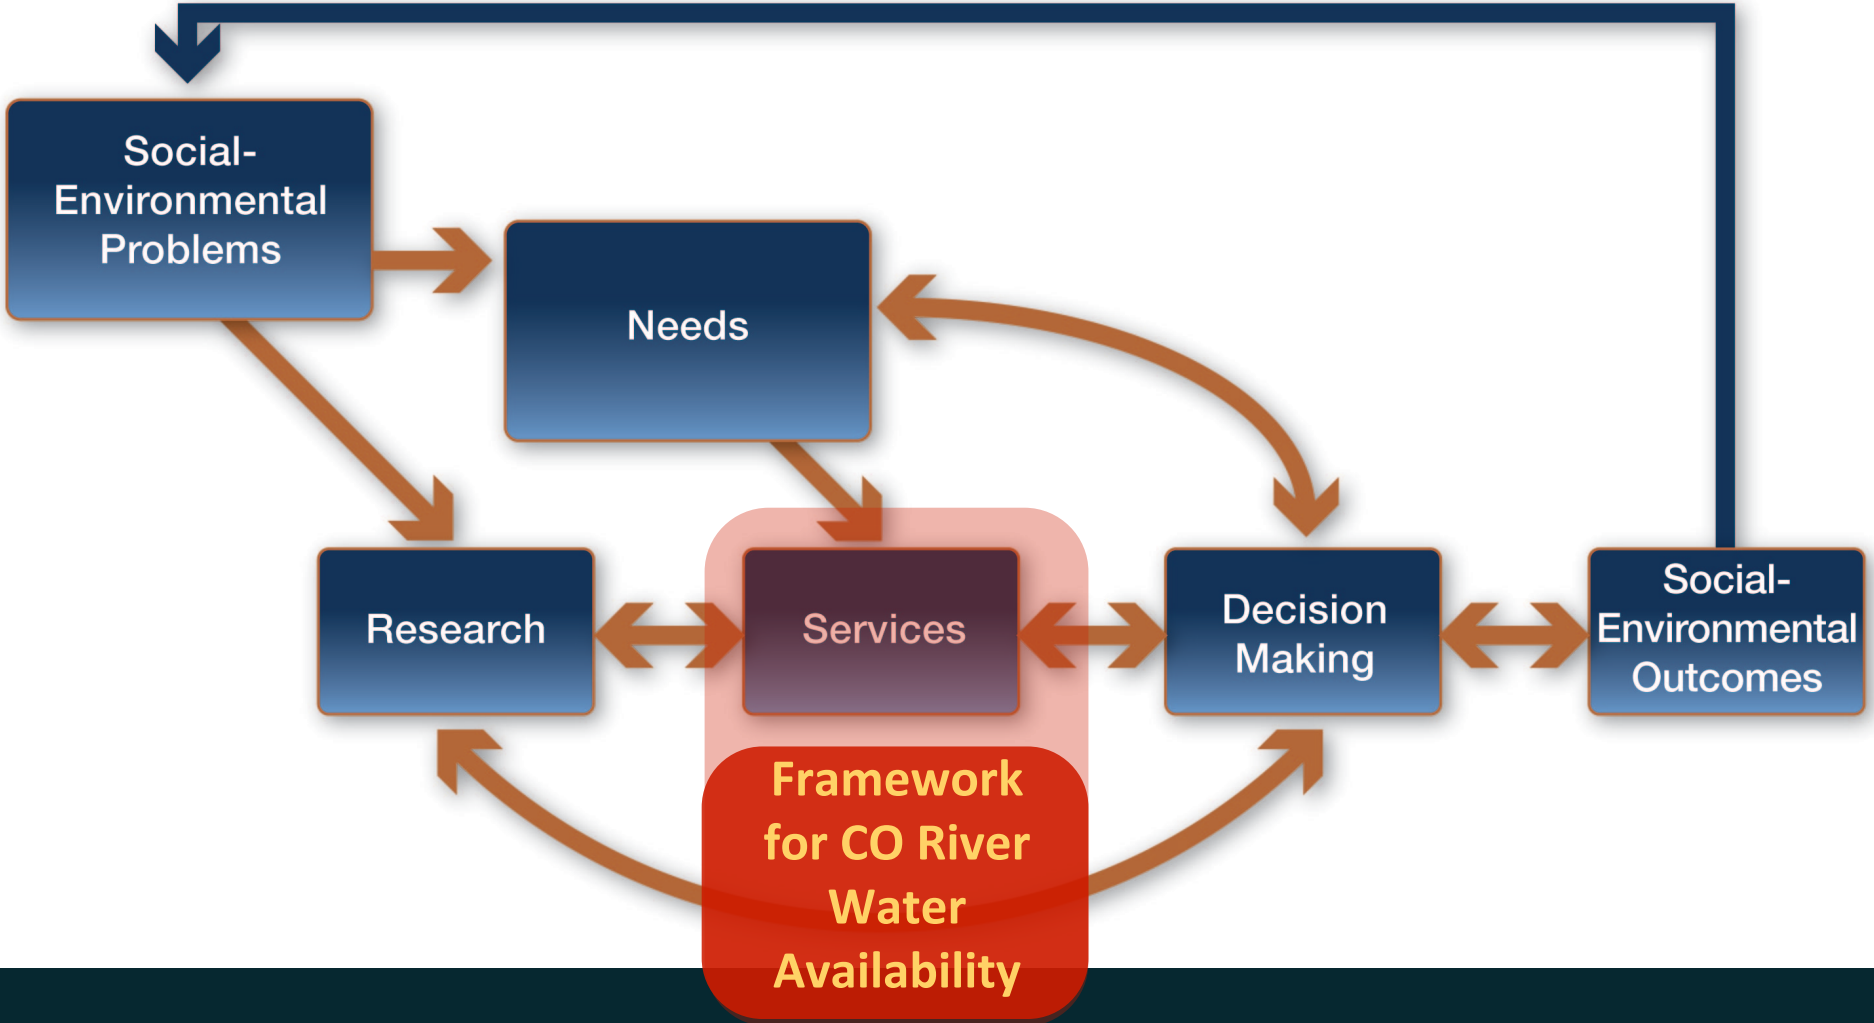 Social-
Environmental
Problems
Needs
Research
Services
Decision
Making
Social-
Environmental
Outcomes
Framework
for CO River
Water
Availability